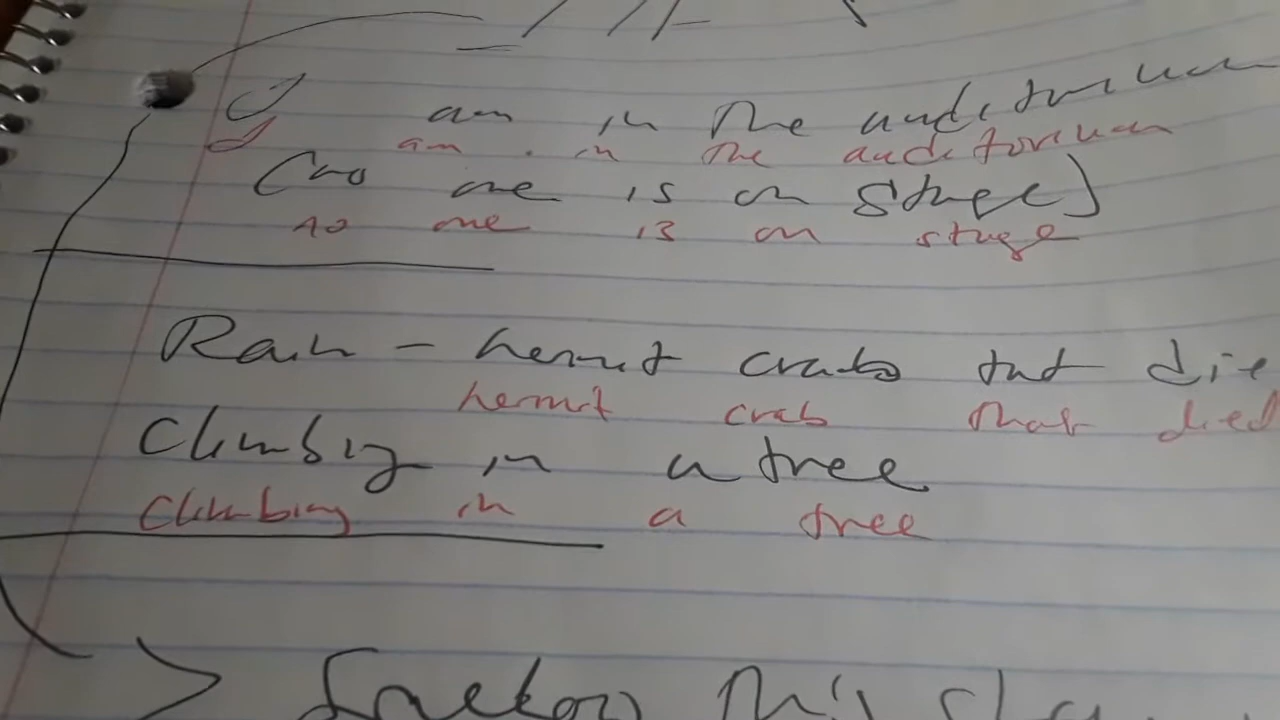 I am in the auditorium
I am in the auditorium
(no one is on stage)
no one is on stage
Rain - hermit crabs that die
hermit crab that died
Climbing in a tree
Climbing in a tree
this